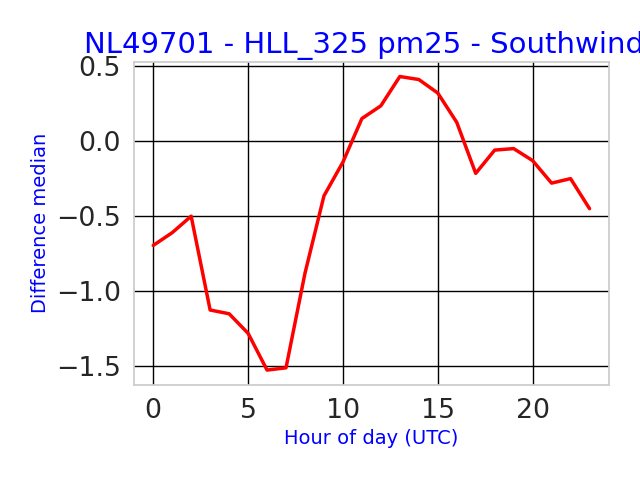 NL49701 - HLL_325 pm25 - Southwind
0.5
0.0
−0.5
−1.0
−1.5
Difference median
0 5 10 15 20
Hour of day (UTC)